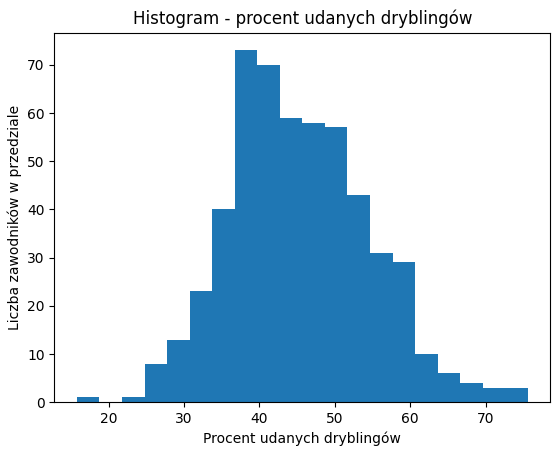 Histogram - procent udanych dryblingów
Liczba zawodników w przedziale
70
60
50
40
30
20
10
0
20 30 40 50 60 70
Procent udanych dryblingów